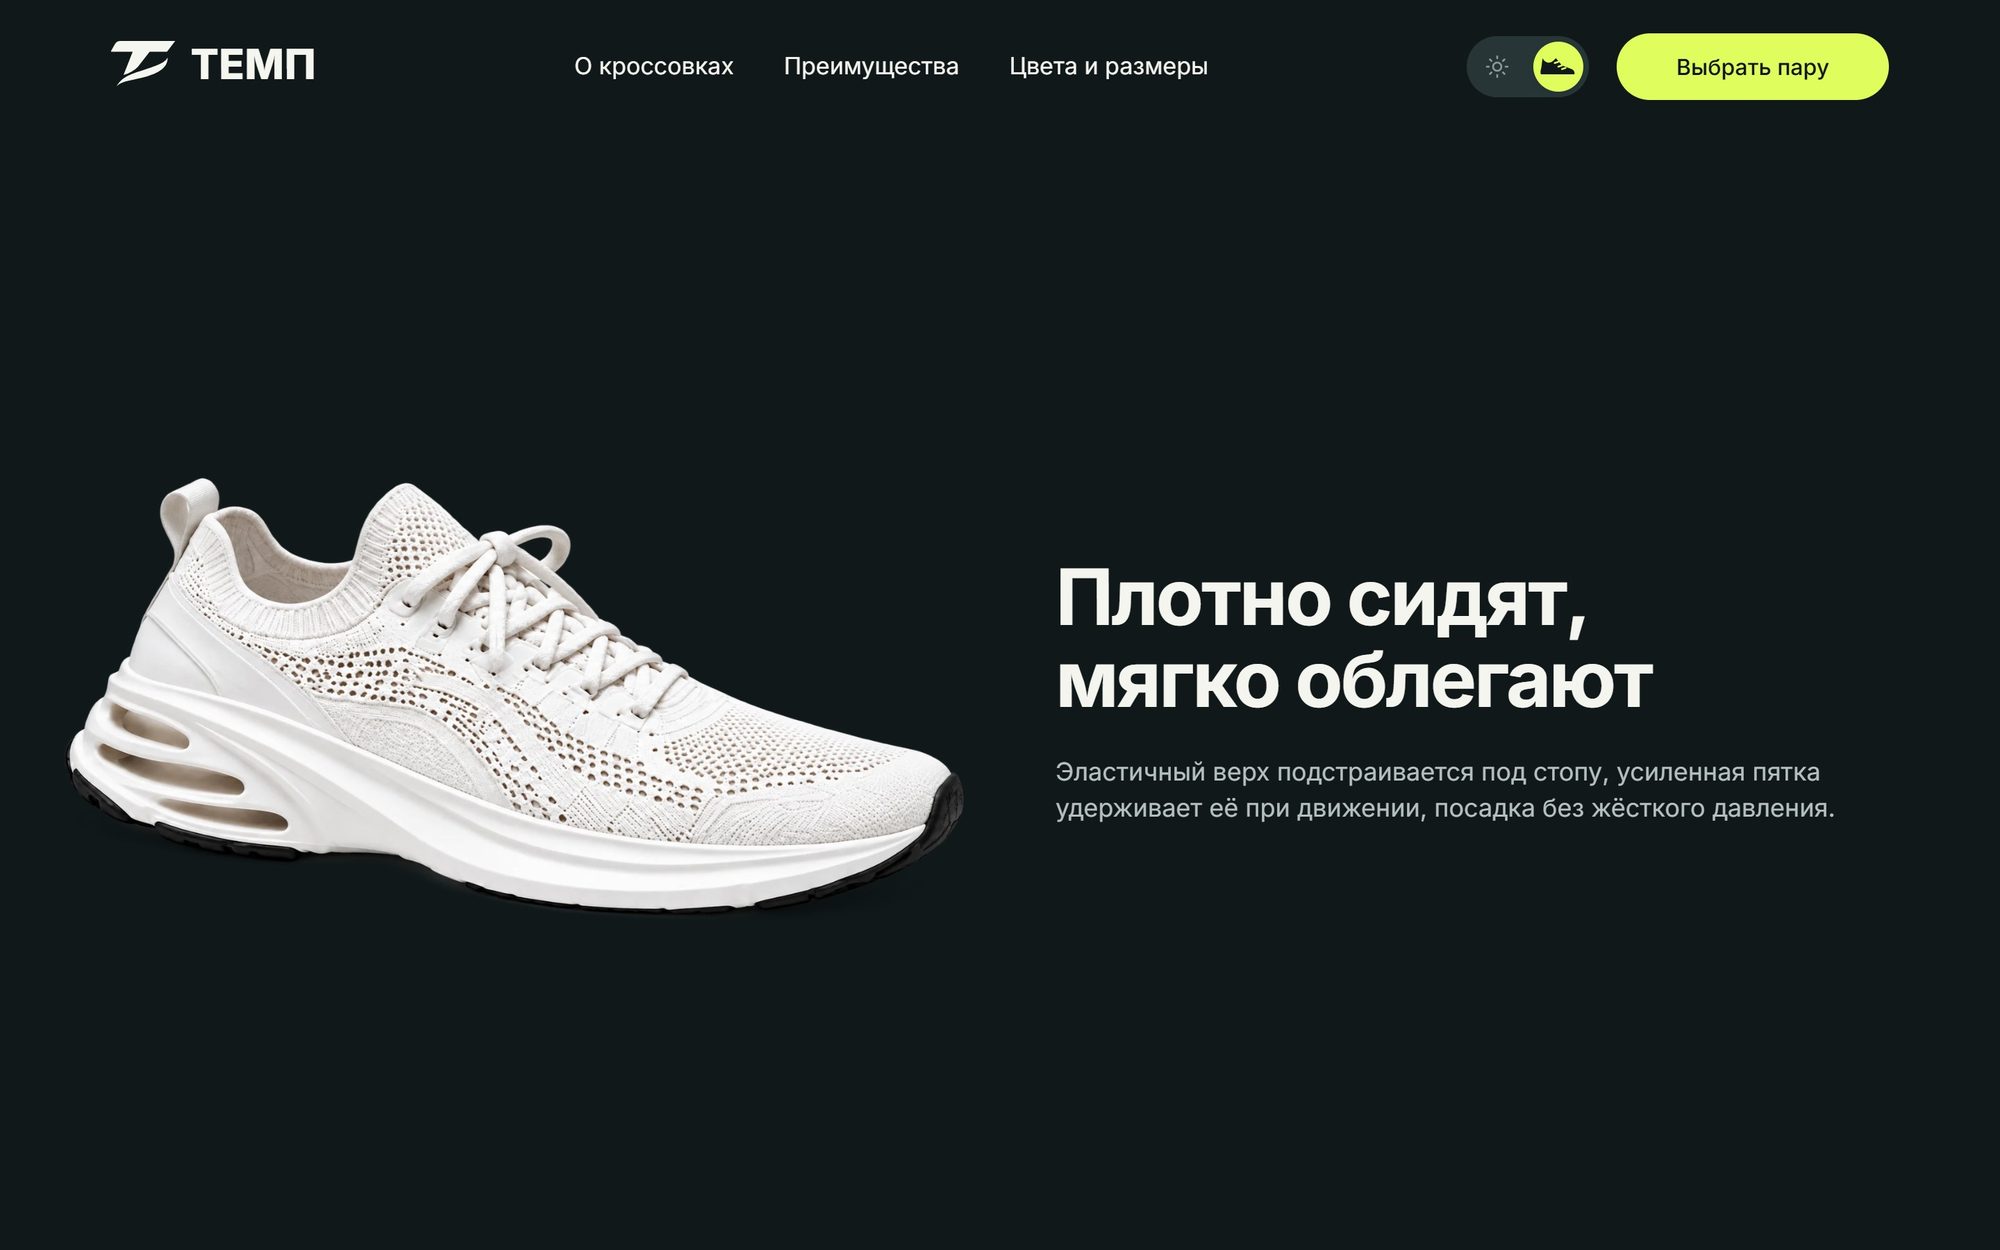 ТЕМП
О кроссовках
Преимущества
Цвета и размеры
Выбрать пару
Плотно сидят,
мягко облегают
Эластичный верх подстраивается под стопу, усиленная пятка
удерживает её при движении, посадка без жёсткого давления.